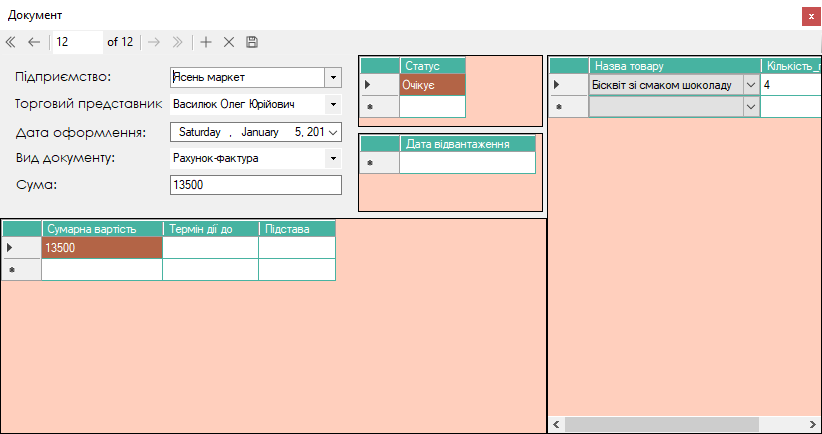 Документ
12 of 12
Підприємство: Ясень маркет
Торговий представник Василюк Олег Юрійович
Дата оформлення: Saturday , January 5, 201
Вид документу: Рахунок-фактура
Сума: 13500
Статус
Очікує
Дата відвантаження
Назва товару Кількість_
Бісквіт зі смаком шоколаду 4
Сумарна вартість Термін дії до Підстава
13500